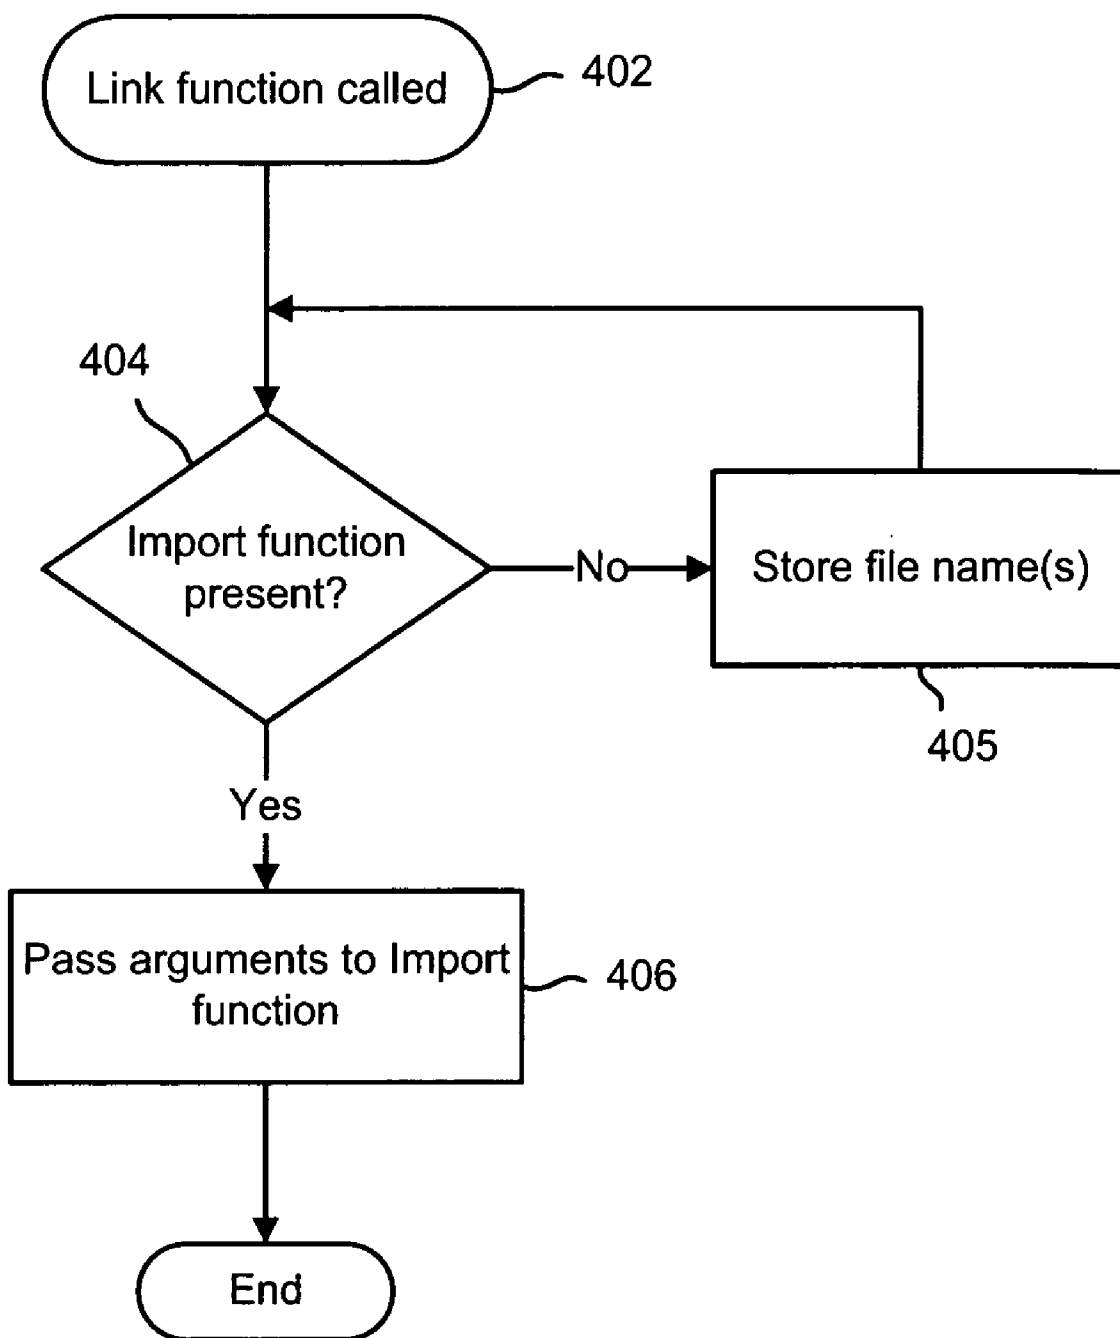 Link function called
402
404
Import function
present?
No
Store file name(s)
405
Yes
Pass arguments to Import
function
406
End